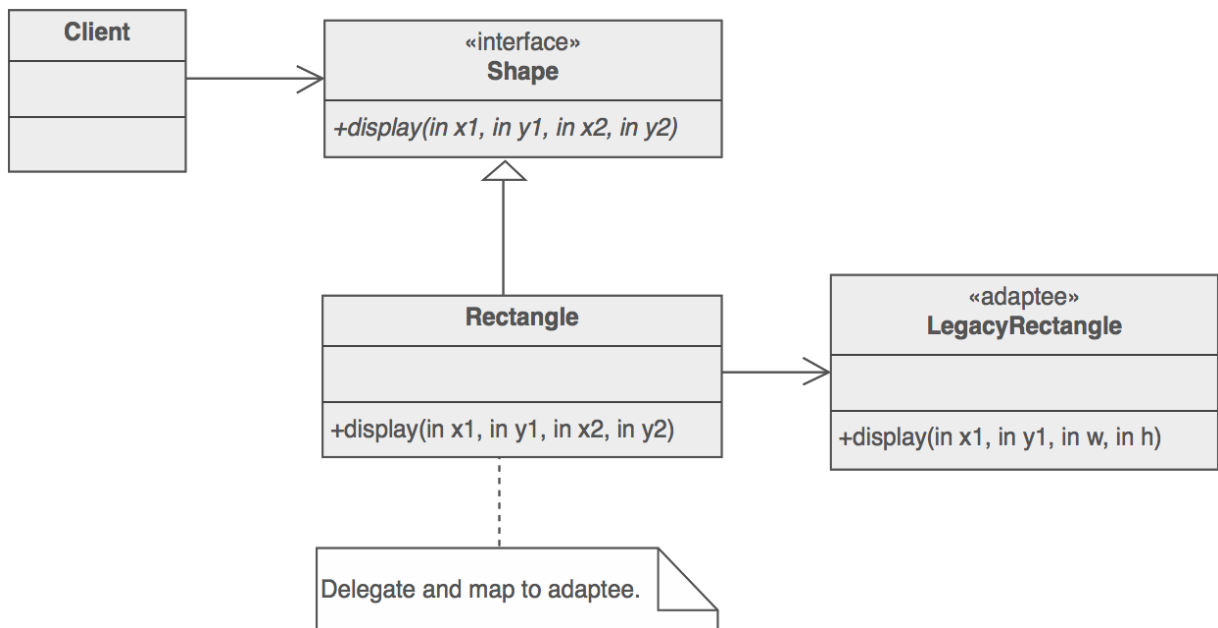 Client
«interface»
Shape
+display(in x1, in y1, in x2, in y2)
Rectangle
+display(in x1, in y1, in x2, in y2)
«adaptee»
LegacyRectangle
+display(in x1, in y1, in w, in h)
Delegate and map to adaptee.